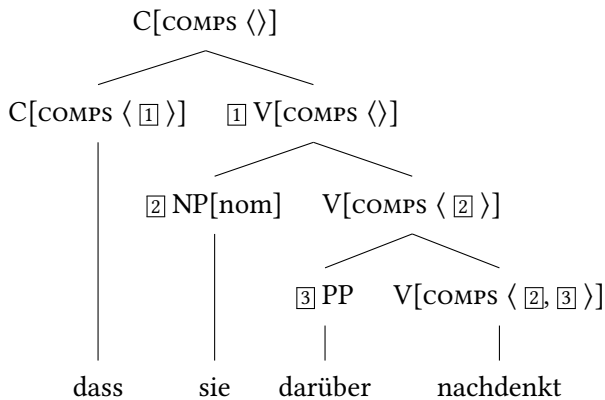 C[COMPS ⟨⟩]
C[COMPS ⟨ 1 ⟩] 1 V[COMPS ⟨⟩]
2 NP[nom] V[COMPS ⟨ 2 ⟩]
3 PP V[COMPS ⟨ 2, 3 ⟩]
dass sie darüber nachdenkt